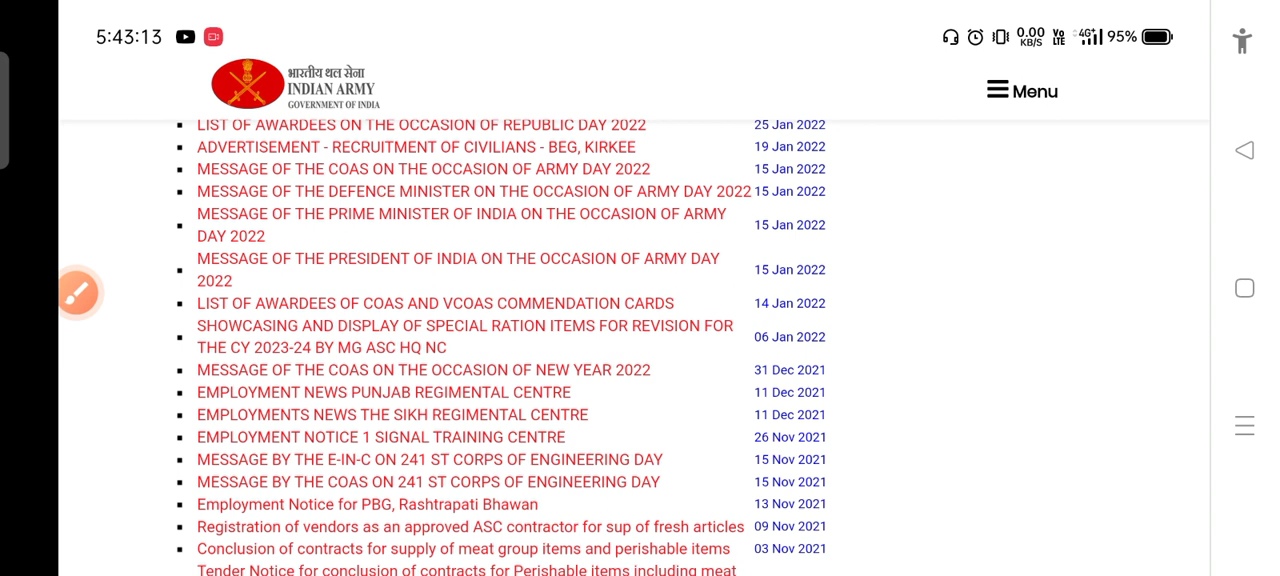 5:43:13
0.00 KB/S
Vo LTE
4G+
95%
भारतीय थल सेना
INDIAN ARMY
GOVERNMENT OF INDIA
Menu
LIST OF AWARDEES ON THE OCCASION OF REPUBLIC DAY 2022 25 Jan 2022
ADVERTISEMENT - RECRUITMENT OF CIVILIANS - BEG, KIRKEE 19 Jan 2022
MESSAGE OF THE COAS ON THE OCCASION OF ARMY DAY 2022 15 Jan 2022
MESSAGE OF THE DEFENCE MINISTER ON THE OCCASION OF ARMY DAY 2022 15 Jan 2022
MESSAGE OF THE PRIME MINISTER OF INDIA ON THE OCCASION OF ARMY
DAY 2022
15 Jan 2022
MESSAGE OF THE PRESIDENT OF INDIA ON THE OCCASION OF ARMY DAY
2022
15 Jan 2022
LIST OF AWARDEES OF COAS AND VCOAS COMMENDATION CARDS 14 Jan 2022
SHOWCASING AND DISPLAY OF SPECIAL RATION ITEMS FOR REVISION FOR
THE CY 2023-24 BY MG ASC HQ NC
06 Jan 2022
MESSAGE OF THE COAS ON THE OCCASION OF NEW YEAR 2022 31 Dec 2021
EMPLOYMENT NEWS PUNJAB REGIMENTAL CENTRE 11 Dec 2021
EMPLOYMENTS NEWS THE SIKH REGIMENTAL CENTRE 11 Dec 2021
EMPLOYMENT NOTICE 1 SIGNAL TRAINING CENTRE 26 Nov 2021
MESSAGE BY THE E-IN-C ON 241 ST CORPS OF ENGINEERING DAY 15 Nov 2021
MESSAGE BY THE COAS ON 241 ST CORPS OF ENGINEERING DAY 15 Nov 2021
Employment Notice for PBG, Rashtrapati Bhawan 13 Nov 2021
Registration of vendors as an approved ASC contractor for sup of fresh articles 09 Nov 2021
Conclusion of contracts for supply of meat group items and perishable items 03 Nov 2021
Tender Notice for conclusion of contracts for Perishable items including meat